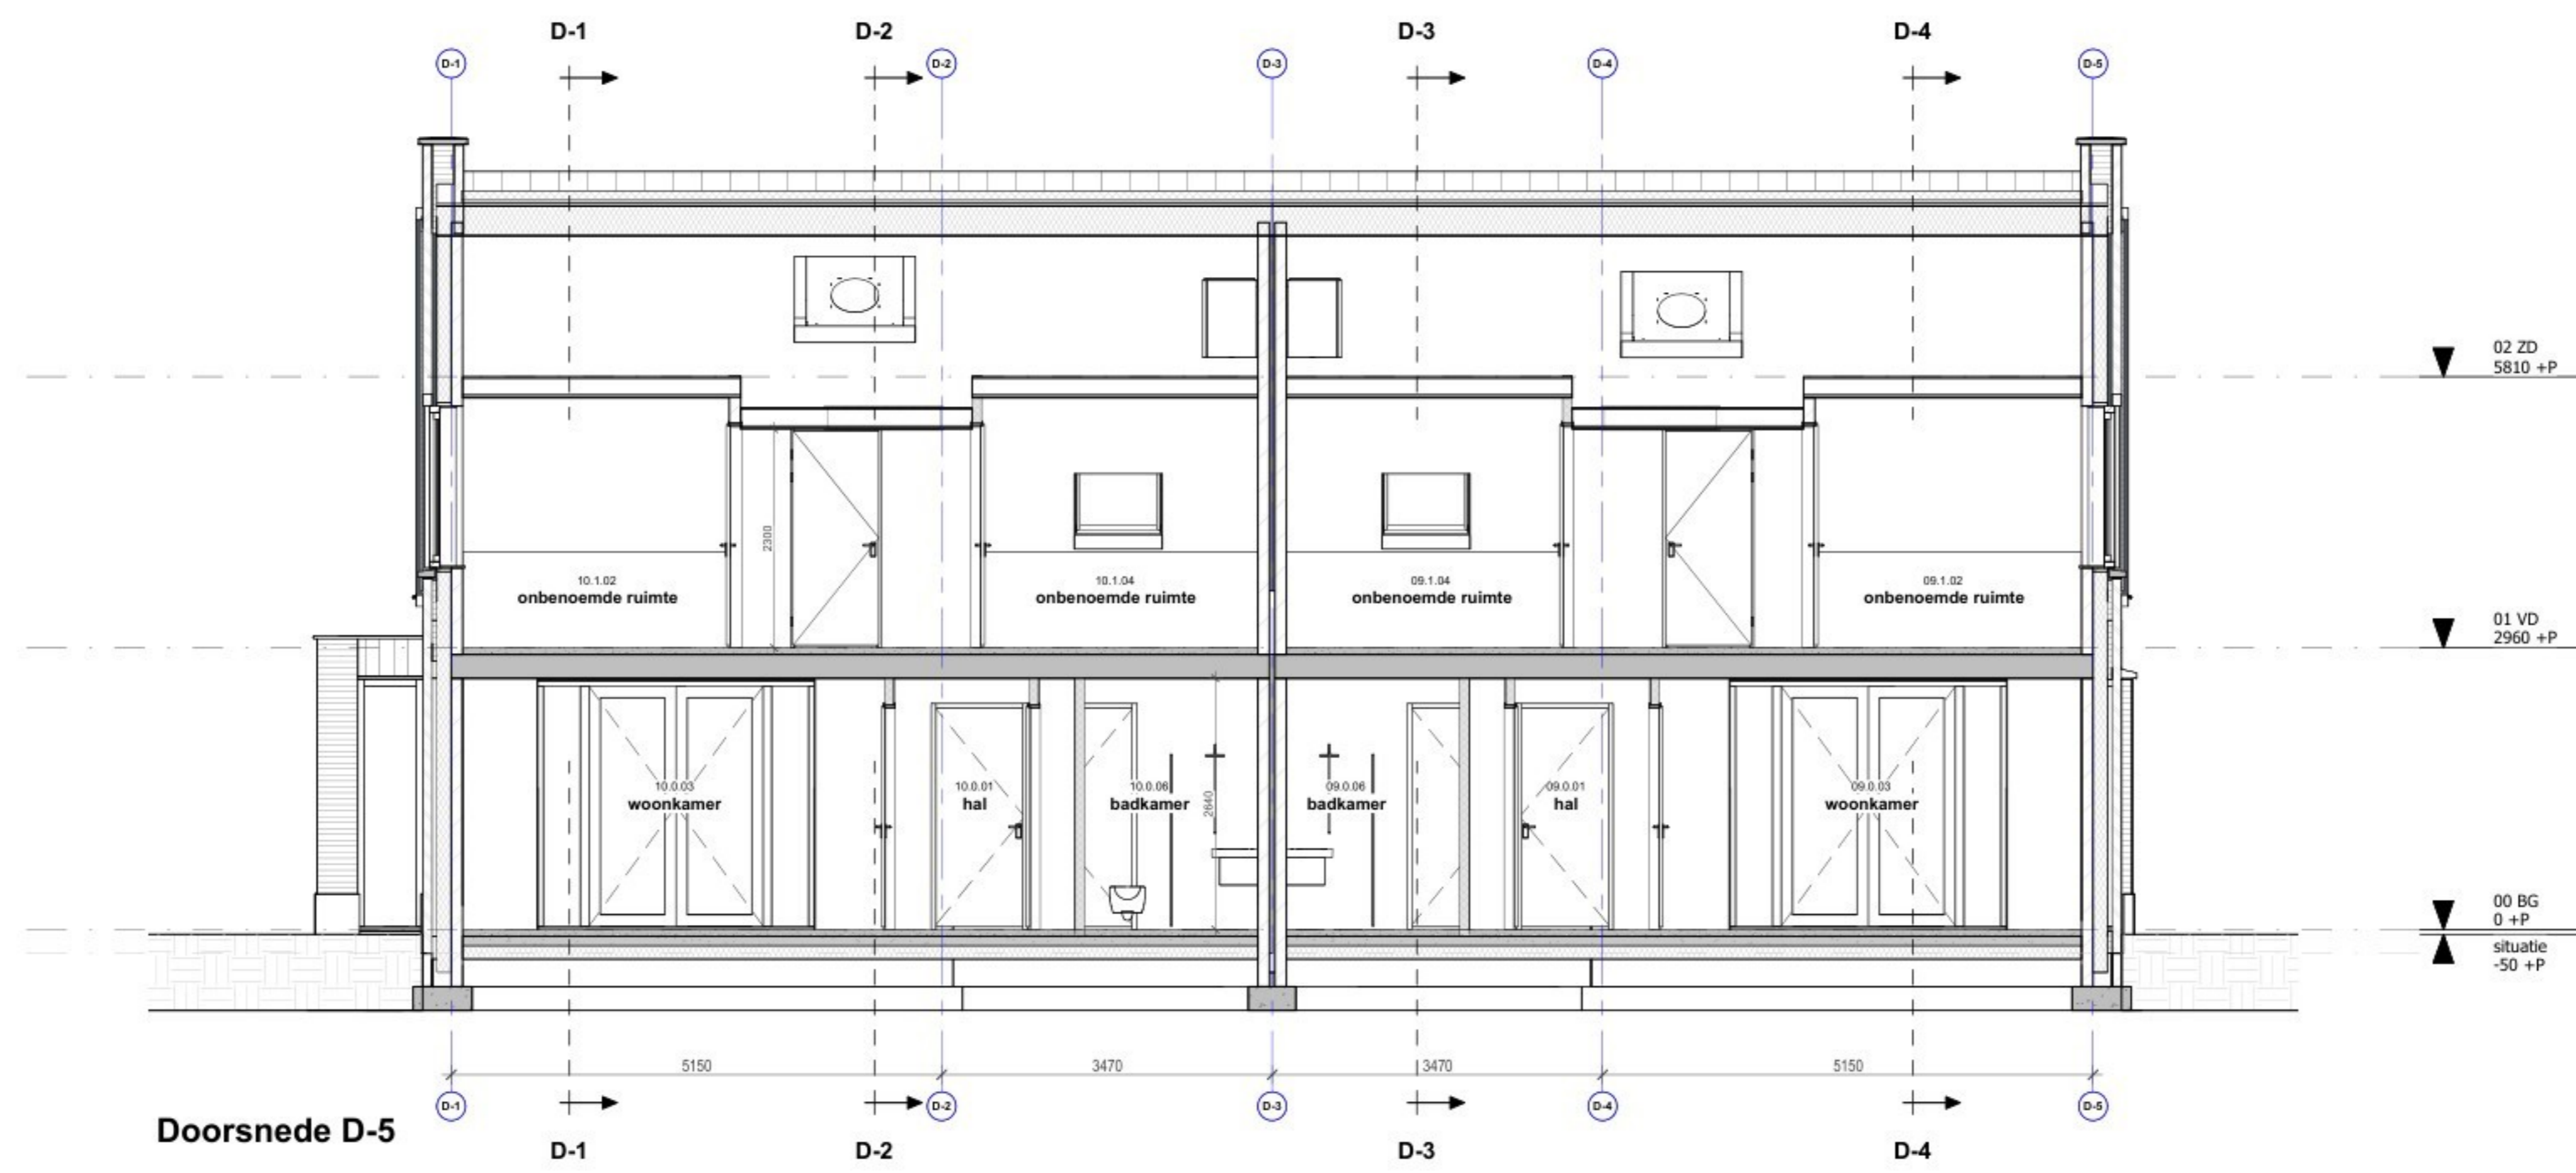 D-1 D-2 D-3 D-4
D-1 D-2 D-3 D-4 D-5
02 ZD
5810 +P
2300
10.1.02 10.1.04 09.1.04 09.1.02
onbenoemde ruimte onbenoemde ruimte onbenoemde ruimte onbenoemde ruimte
01 VD
2960 +P
10.0.03 10.0.01 10.0.06 09.0.06 09.0.01 09.0.03
woonkamer hal badkamer 2640 badkamer hal woonkamer
00 BG
0 +P
situatie
-50 +P
5150 3470 3470 5150
D-1 D-2 D-3 D-4 D-5
Doorsnede D-5
D-1 D-2 D-3 D-4